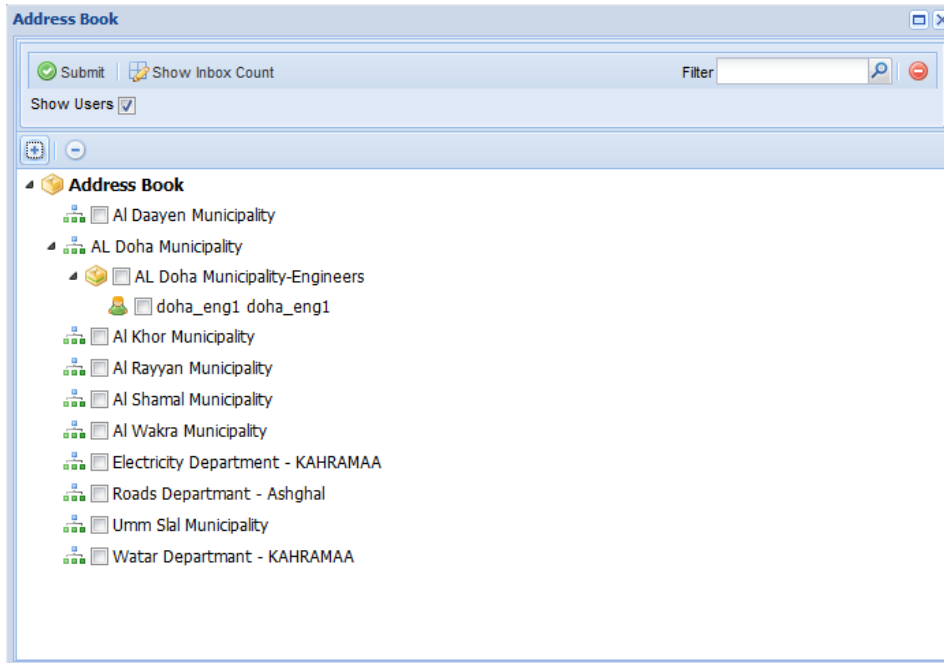 Address Book
Submit Show Inbox Count Filter
Show Users
Address Book
Al Daayen Municipality
AL Doha Municipality
AL Doha Municipality-Engineers
doha_eng1 doha_eng1
Al Khor Municipality
Al Rayyan Municipality
Al Shamal Municipality
Al Wakra Municipality
Electricity Department - KAHRAMAA
Roads Departmant - Ashghal
Umm Slal Municipality
Watar Departmant - KAHRAMAA